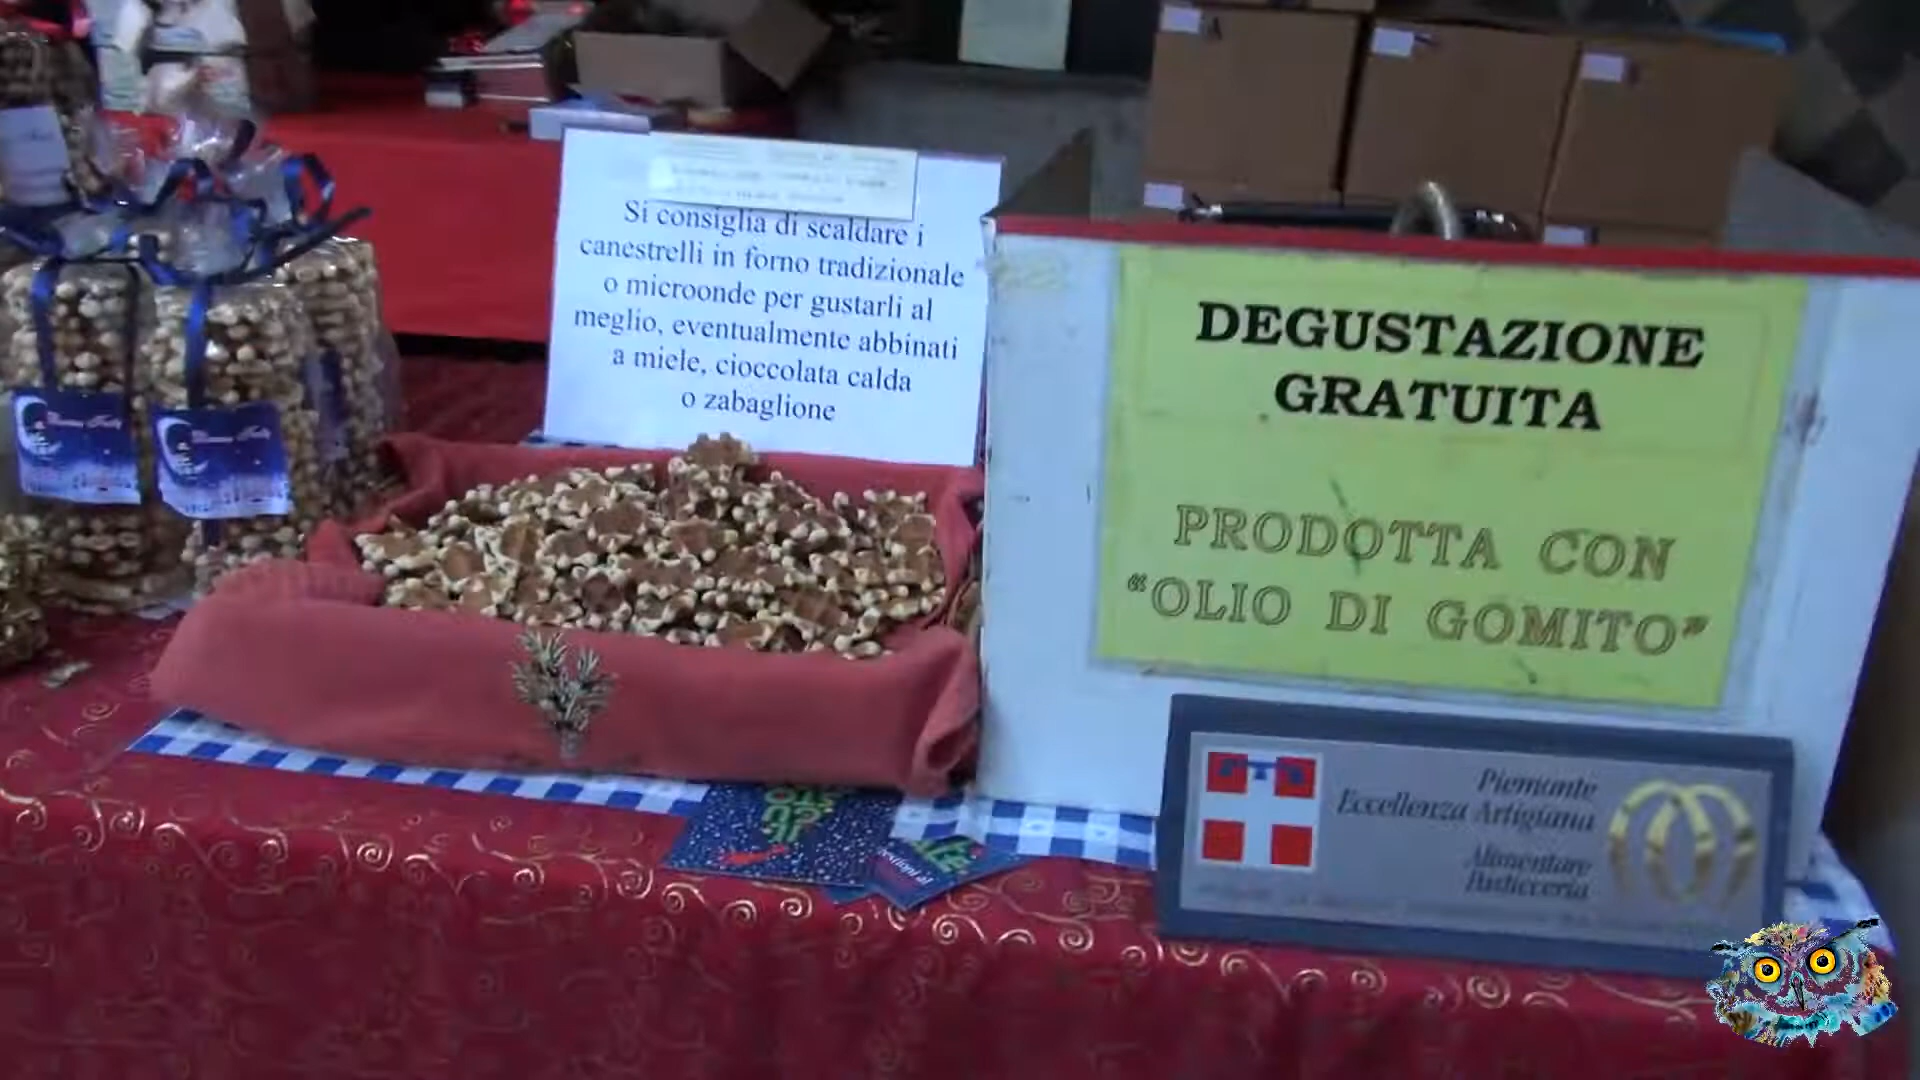 Si consiglia di scaldare i
canestrelli in forno tradizionale
o microonde per gustarli al
meglio, eventualmente abbinati
a miele, cioccolata calda
o zabaglione
DEGUSTAZIONE
GRATUITA
PRODOTTA CON
“OLIO DI GOMITO”
Piemonte
Eccellenza Artigiana
Alimentare
Pasticceria